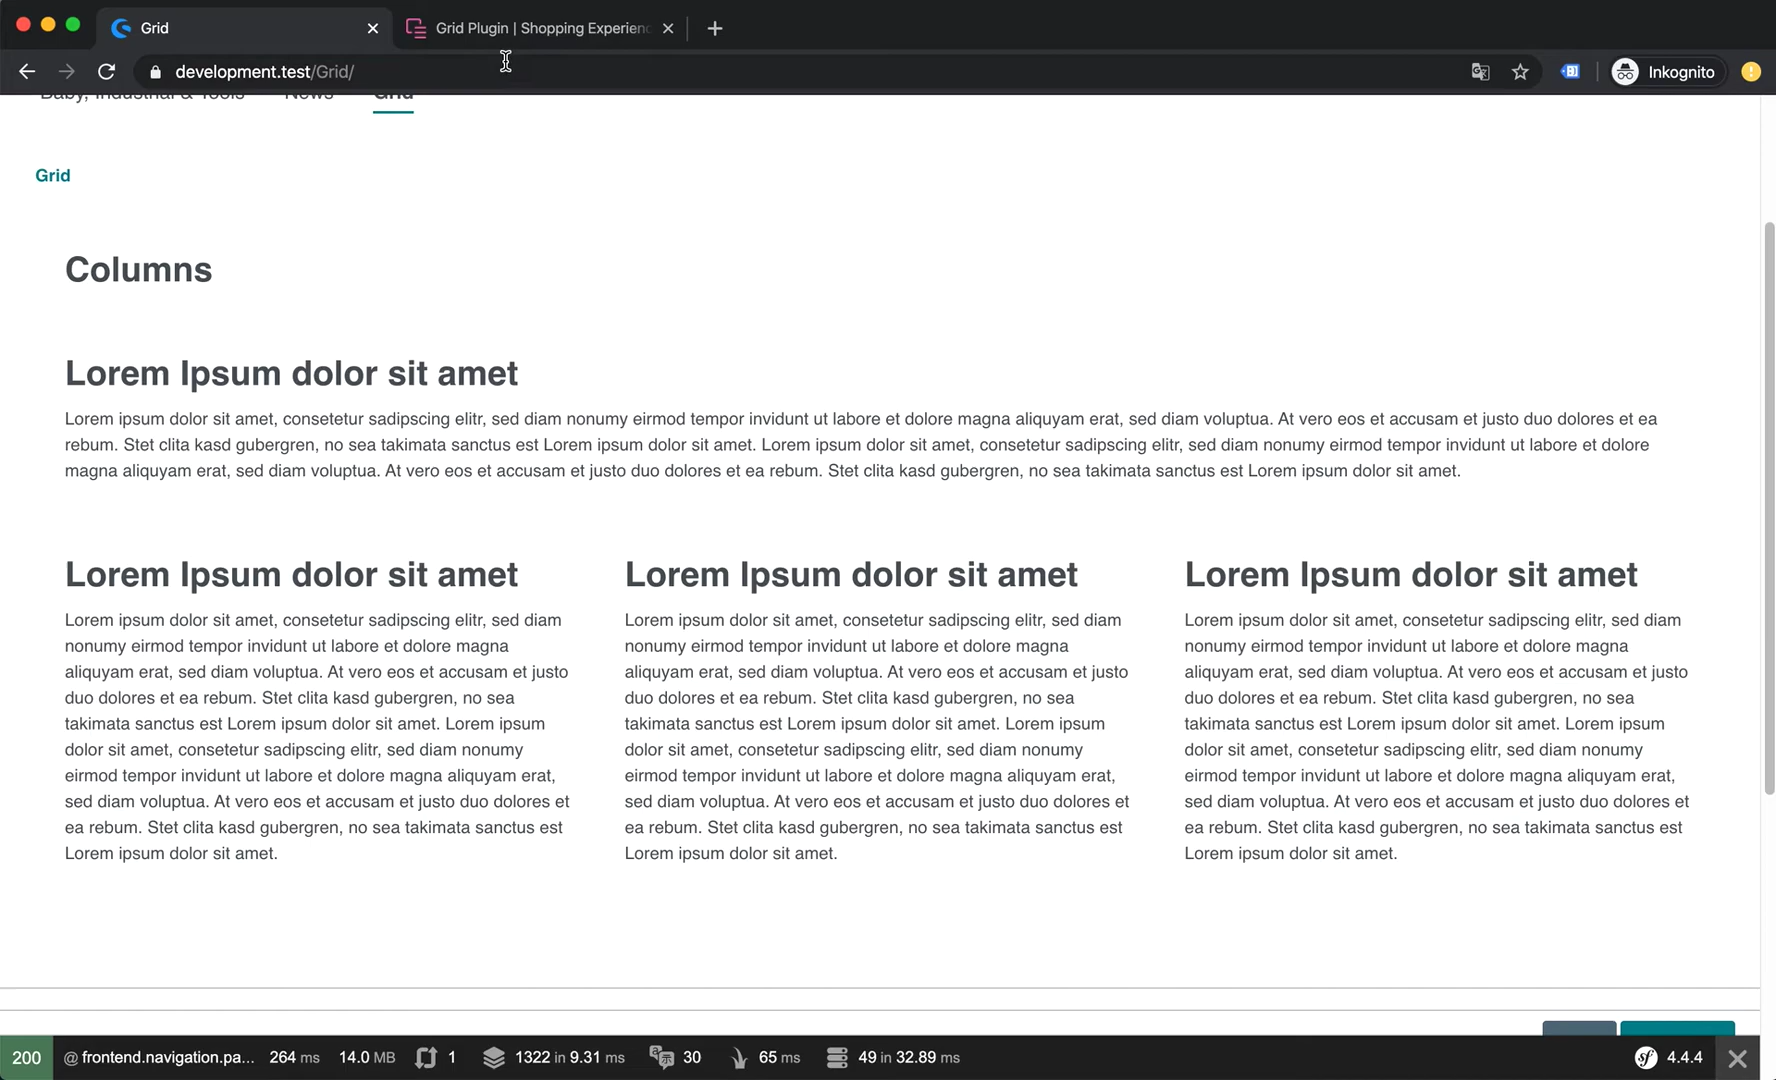 Grid
Grid Plugin | Shopping Experienc
development.test/Grid/
Inkognito
Baby, Industrial & Tools News Grid
Grid
Columns
Lorem Ipsum dolor sit amet
Lorem ipsum dolor sit amet, consetetur sadipscing elitr, sed diam nonumy eirmod tempor invidunt ut labore et dolore magna aliquyam erat, sed diam voluptua. At vero eos et accusam et justo duo dolores et ea
rebum. Stet clita kasd gubergren, no sea takimata sanctus est Lorem ipsum dolor sit amet. Lorem ipsum dolor sit amet, consetetur sadipscing elitr, sed diam nonumy eirmod tempor invidunt ut labore et dolore
magna aliquyam erat, sed diam voluptua. At vero eos et accusam et justo duo dolores et ea rebum. Stet clita kasd gubergren, no sea takimata sanctus est Lorem ipsum dolor sit amet.
Lorem Ipsum dolor sit amet
Lorem ipsum dolor sit amet, consetetur sadipscing elitr, sed diam
nonumy eirmod tempor invidunt ut labore et dolore magna
aliquyam erat, sed diam voluptua. At vero eos et accusam et justo
duo dolores et ea rebum. Stet clita kasd gubergren, no sea
takimata sanctus est Lorem ipsum dolor sit amet. Lorem ipsum
dolor sit amet, consetetur sadipscing elitr, sed diam nonumy
eirmod tempor invidunt ut labore et dolore magna aliquyam erat,
sed diam voluptua. At vero eos et accusam et justo duo dolores et
ea rebum. Stet clita kasd gubergren, no sea takimata sanctus est
Lorem ipsum dolor sit amet.
Lorem Ipsum dolor sit amet
Lorem ipsum dolor sit amet, consetetur sadipscing elitr, sed diam
nonumy eirmod tempor invidunt ut labore et dolore magna
aliquyam erat, sed diam voluptua. At vero eos et accusam et justo
duo dolores et ea rebum. Stet clita kasd gubergren, no sea
takimata sanctus est Lorem ipsum dolor sit amet. Lorem ipsum
dolor sit amet, consetetur sadipscing elitr, sed diam nonumy
eirmod tempor invidunt ut labore et dolore magna aliquyam erat,
sed diam voluptua. At vero eos et accusam et justo duo dolores et
ea rebum. Stet clita kasd gubergren, no sea takimata sanctus est
Lorem ipsum dolor sit amet.
Lorem Ipsum dolor sit amet
Lorem ipsum dolor sit amet, consetetur sadipscing elitr, sed diam
nonumy eirmod tempor invidunt ut labore et dolore magna
aliquyam erat, sed diam voluptua. At vero eos et accusam et justo
duo dolores et ea rebum. Stet clita kasd gubergren, no sea
takimata sanctus est Lorem ipsum dolor sit amet. Lorem ipsum
dolor sit amet, consetetur sadipscing elitr, sed diam nonumy
eirmod tempor invidunt ut labore et dolore magna aliquyam erat,
sed diam voluptua. At vero eos et accusam et justo duo dolores et
ea rebum. Stet clita kasd gubergren, no sea takimata sanctus est
Lorem ipsum dolor sit amet.
200 @ frontend.navigation.pa... 264 ms 14.0 MB 1 1322 in 9.31 ms 30 65 ms 49 in 32.89 ms sf 4.4.4